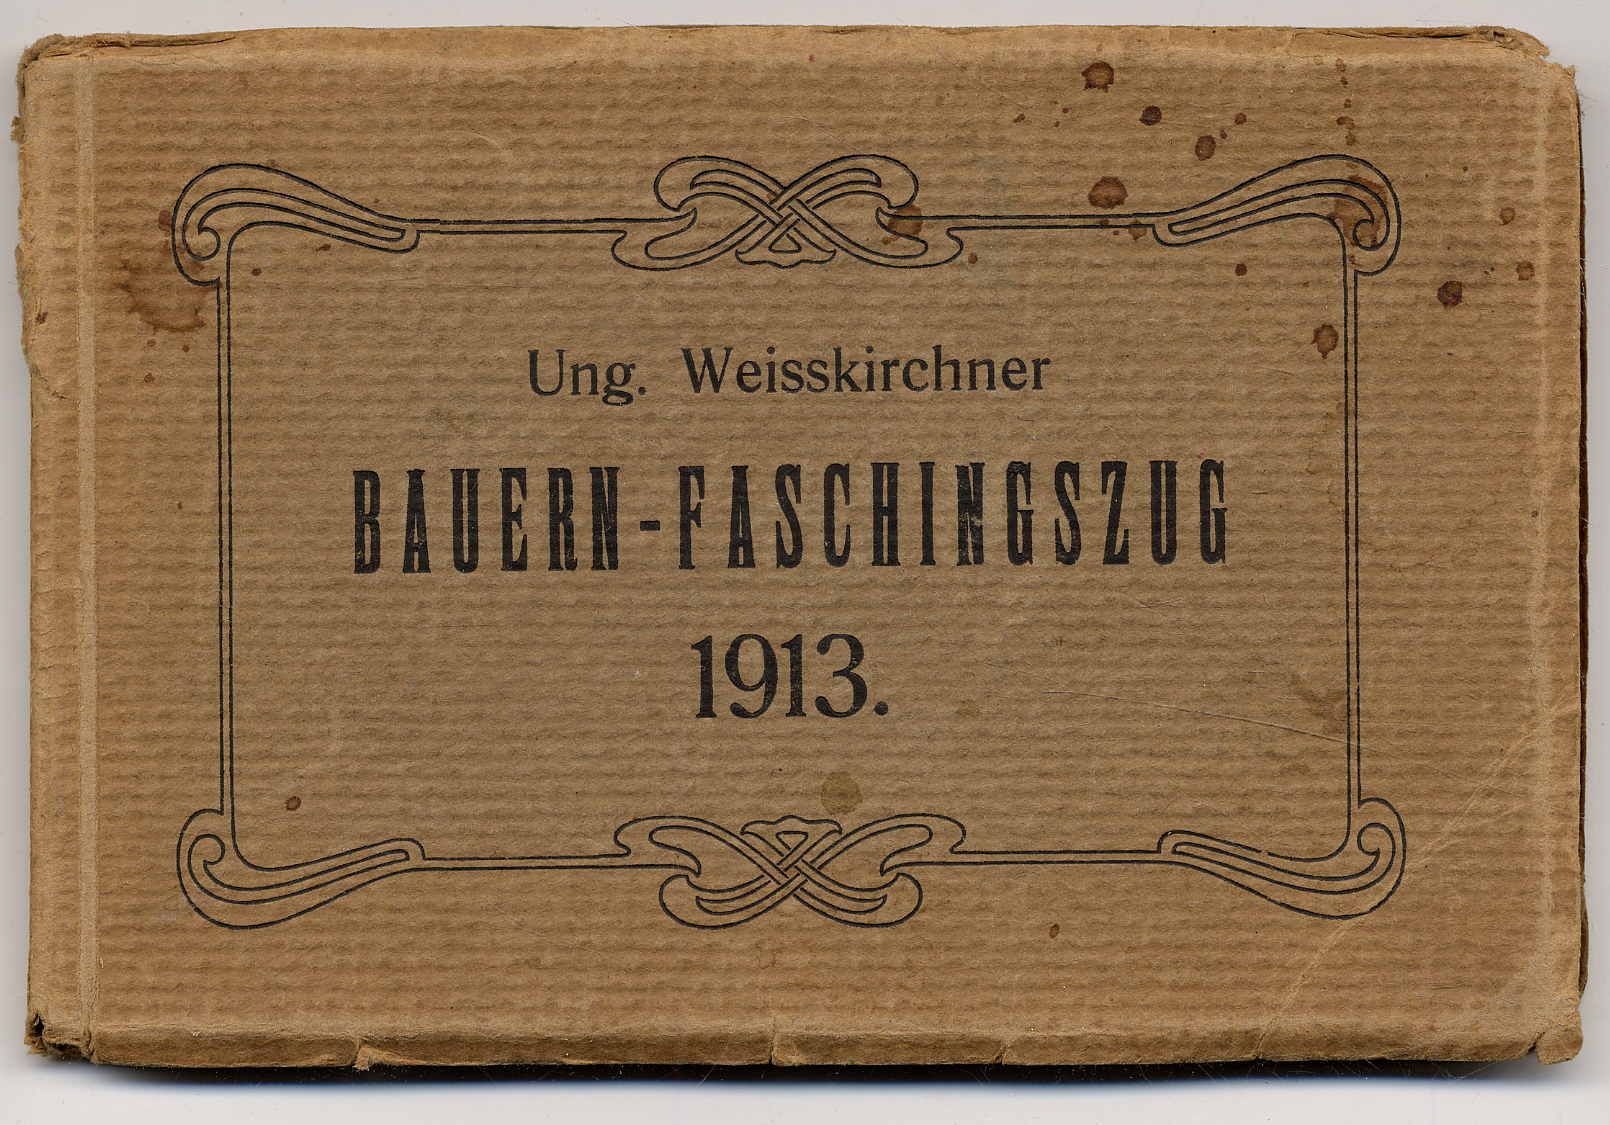 Ung. Weisskirchner
BAUERN-FASCHINGSZUG
1913.